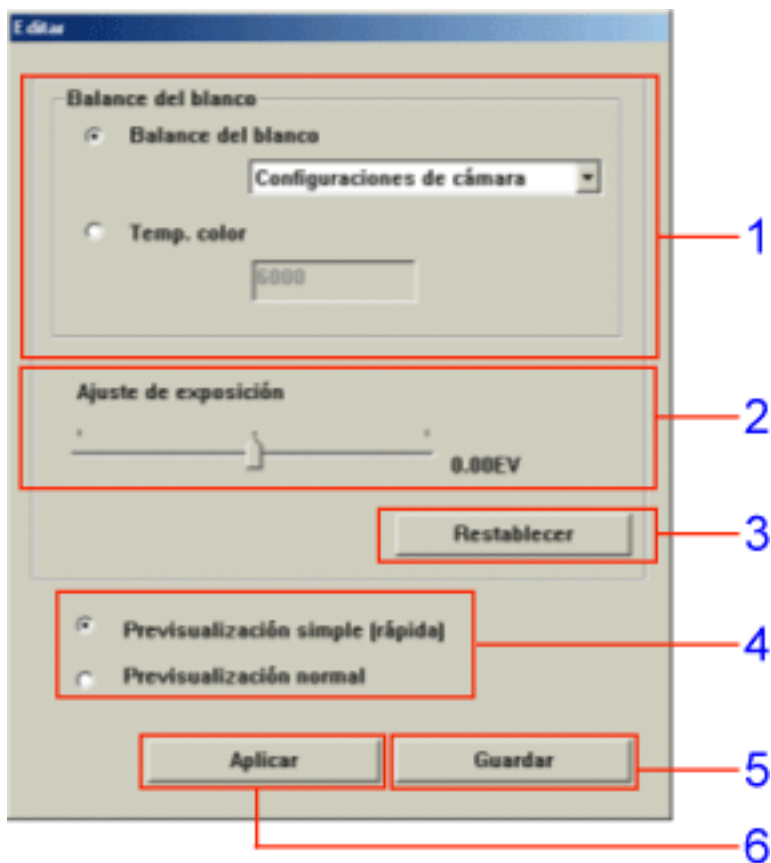 Editar
Balance del blanco
Balance del blanco
Configuraciones de cámara
1
Temp. color
6000
Ajuste de exposición
2
0.00EV
Restablecer
3
Previsualización simple (rápida)
4
Previsualización normal
Aplicar
Guardar
5
6